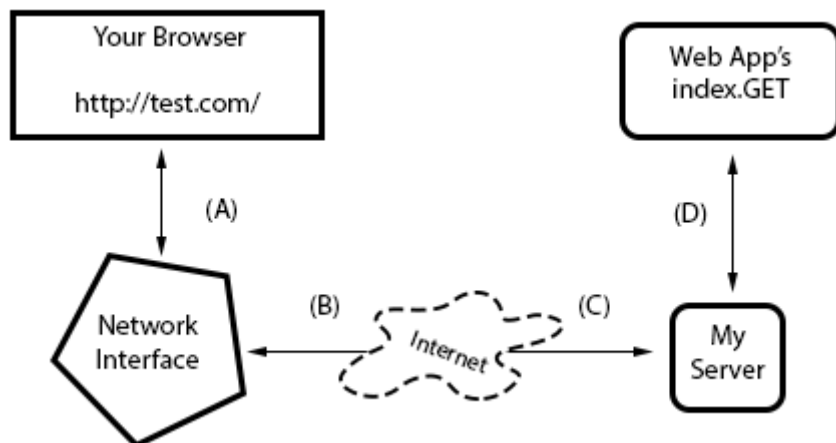 Your Browser
http://test.com/
Web App's
index.GET
(A)
(D)
Network
Interface
(B)
Internet
(C)
My
Server